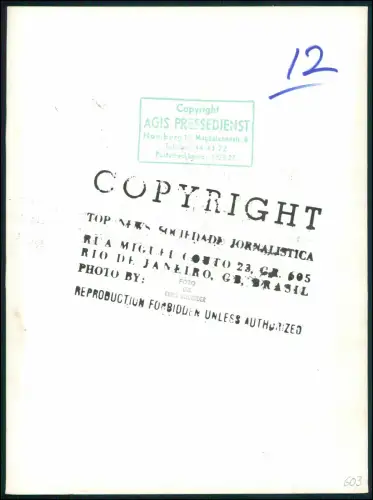 12
Copyright
AGIS PRESSEDIENST
Hamburg
COPYRIGHT
TOP NEWS SOCIEDADE JORNALISTICA
RUA MIGUEL COUTO 23, GR. 605
RIO DE JANEIRO, GB, BRASIL
PHOTO BY:
FOTO
REPRODUCTION FORBIDDEN UNLESS AUTHORIZED
603